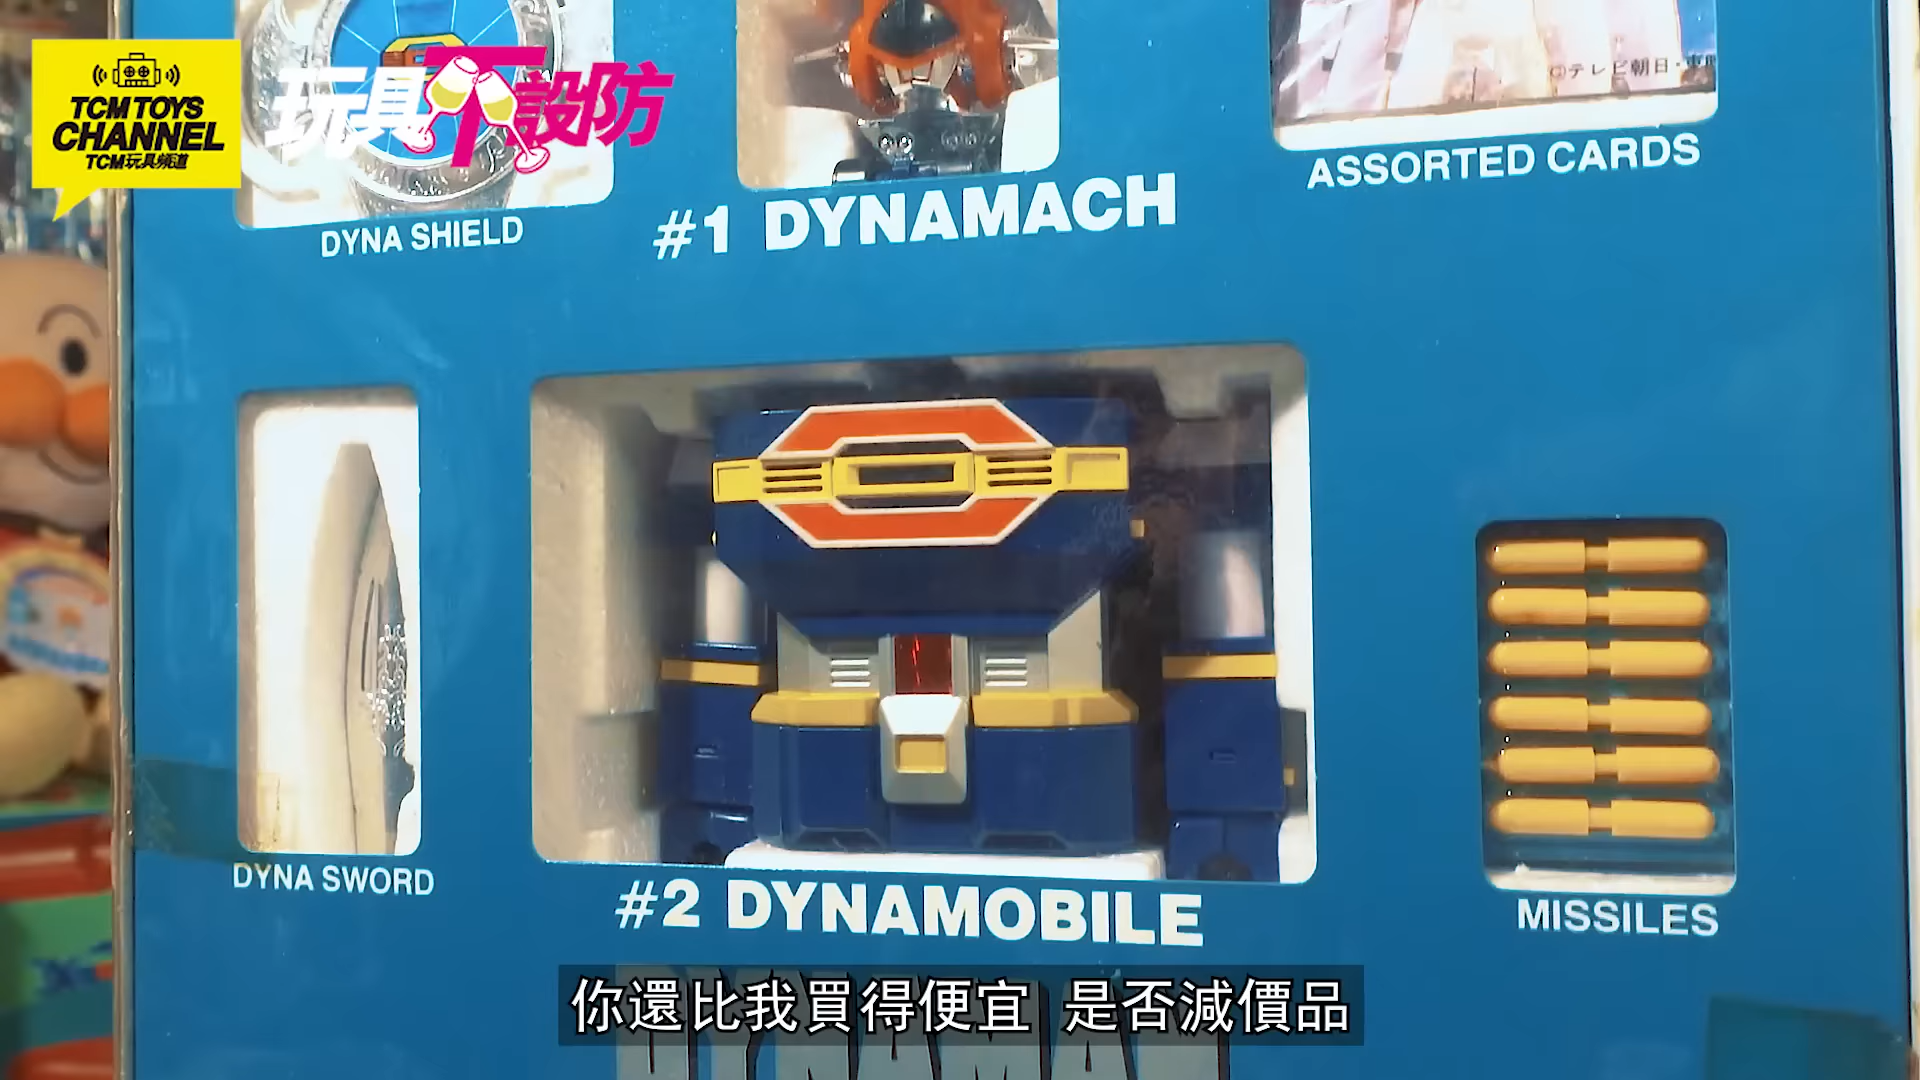 TCM TOYS
CHANNEL
TCM玩具頻道
玩具不設防
©テレビ朝日・東
ASSORTED CARDS
DYNA SHIELD
#1 DYNAMACH
DYNA SWORD
#2 DYNAMOBILE
MISSILES
DYNAMAN
你還比我買得便宜 是否減價品